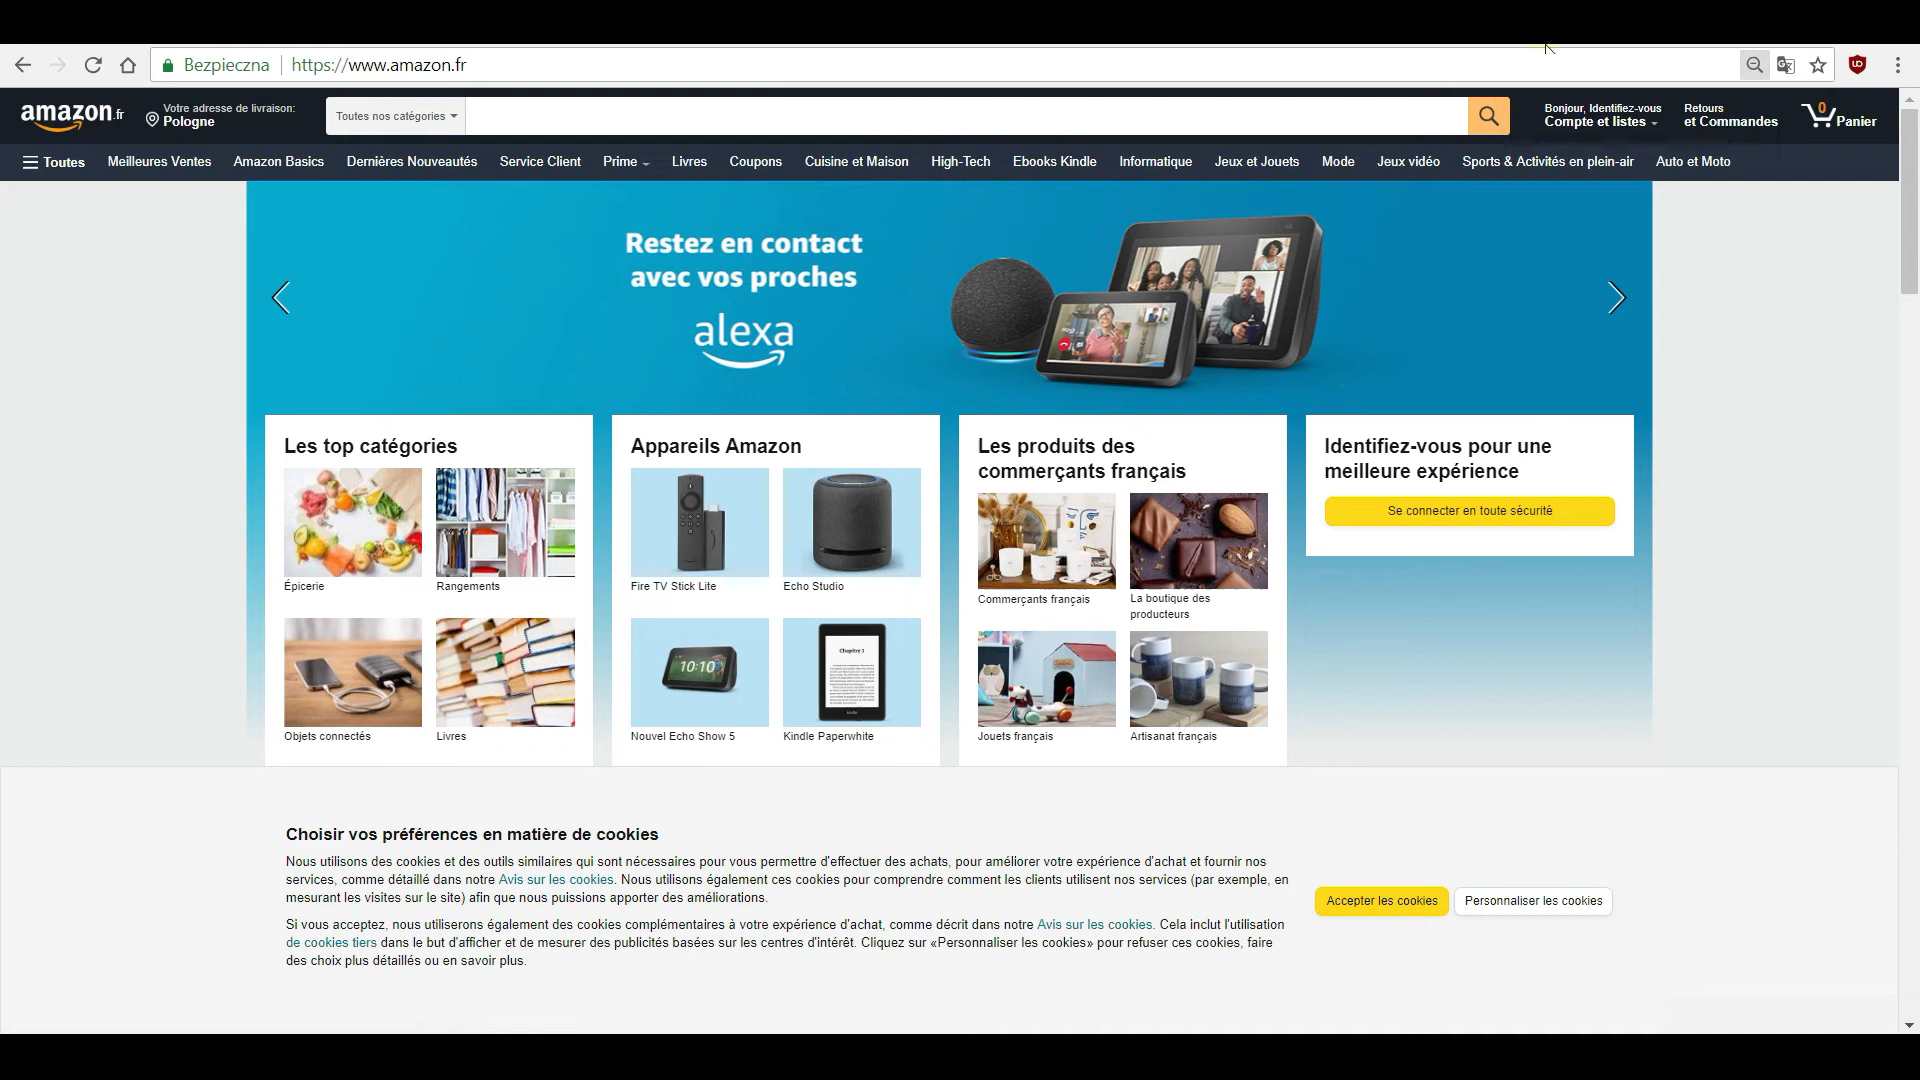 Bezpieczna https://www.amazon.fr
amazon.fr
Votre adresse de livraison:
Pologne
Toutes nos catégories
Bonjour, Identifiez-vous
Compte et listes
Retours
et Commandes
0
Panier
Toutes Meilleures Ventes Amazon Basics Dernières Nouveautés Service Client Prime Livres Coupons Cuisine et Maison High-Tech Ebooks Kindle Informatique Jeux et Jouets Mode Jeux vidéo Sports & Activités en plein-air Auto et Moto
Restez en contact
avec vos proches
alexa
Les top catégories
Épicerie
Rangements
Objets connectés
Livres
Appareils Amazon
Fire TV Stick Lite
Echo Studio
10:10
Chapitre 1
kindle
Nouvel Echo Show 5
Kindle Paperwhite
Les produits des
commerçants français
Commerçants français
La boutique des
producteurs
Jouets français
Artisanat français
Identifiez-vous pour une
meilleure expérience
Se connecter en toute sécurité
Choisir vos préférences en matière de cookies
Nous utilisons des cookies et des outils similaires qui sont nécessaires pour vous permettre d'effectuer des achats, pour améliorer votre expérience d'achat et fournir nos
services, comme détaillé dans notre Avis sur les cookies. Nous utilisons également ces cookies pour comprendre comment les clients utilisent nos services (par exemple, en
mesurant les visites sur le site) afin que nous puissions apporter des améliorations.
Si vous acceptez, nous utiliserons également des cookies complémentaires à votre expérience d'achat, comme décrit dans notre Avis sur les cookies. Cela inclut l'utilisation
de cookies tiers dans le but d'afficher et de mesurer des publicités basées sur les centres d'intérêt. Cliquez sur «Personnaliser les cookies» pour refuser ces cookies, faire
des choix plus détaillés ou en savoir plus.
Accepter les cookies
Personnaliser les cookies